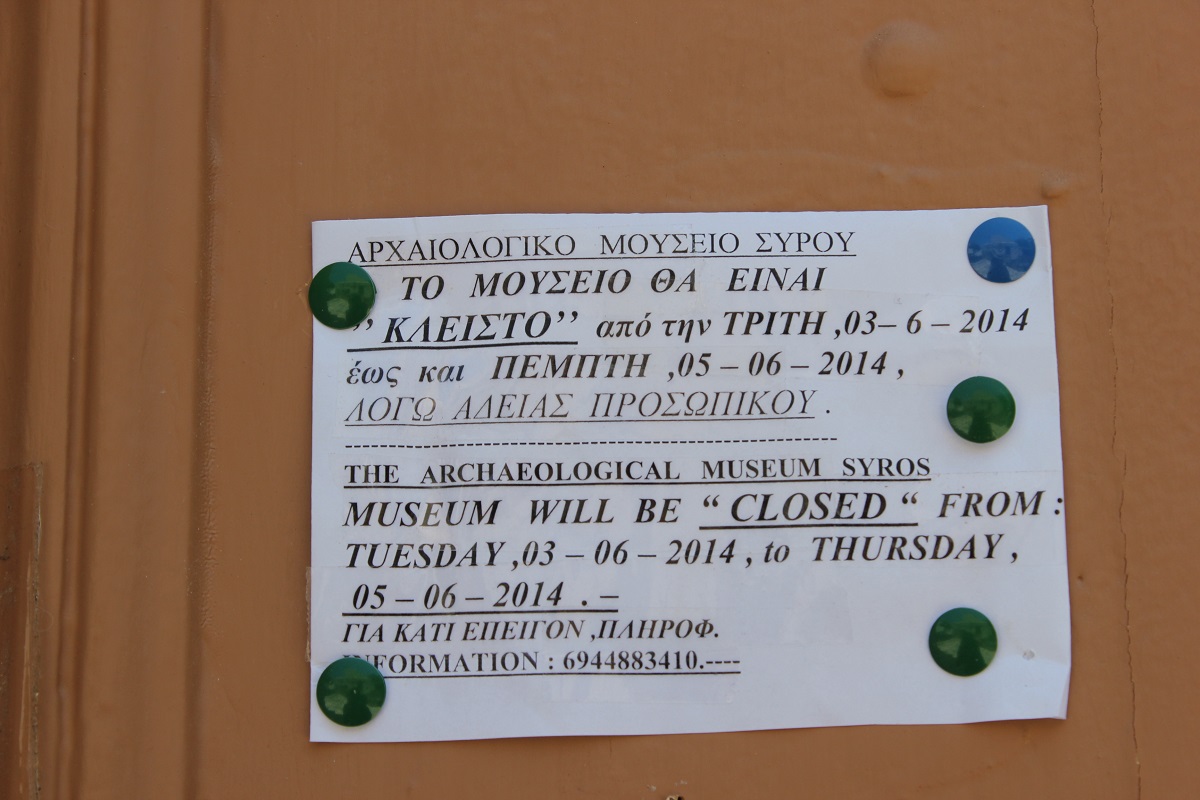 ΑΡΧΑΙΟΛΟΓΙΚΟ ΜΟΥΣΕΙΟ ΣΥΡΟΥ
ΤΟ ΜΟΥΣΕΙΟ ΘΑ ΕΙΝΑΙ
’’ ΚΛΕΙΣΤΟ’’ από την ΤΡΙΤΗ ,03– 6 – 2014
έως και ΠΕΜΠΤΗ ,05 – 06 – 2014 ,
ΛΟΓΩ ΑΔΕΙΑΣ ΠΡΟΣΩΠΙΚΟΥ .
-------------------------------------------------------
THE ARCHAEOLOGICAL MUSEUM SYROS
MUSEUM WILL BE “ CLOSED “ FROM :
TUESDAY ,03 – 06 – 2014 , to THURSDAY ,
05 – 06 – 2014 . –
ΓΙΑ ΚΑΤΙ ΕΠΕΙΓΟΝ ,ΠΛΗΡΟΦ.
INFORMATION : 6944883410.----